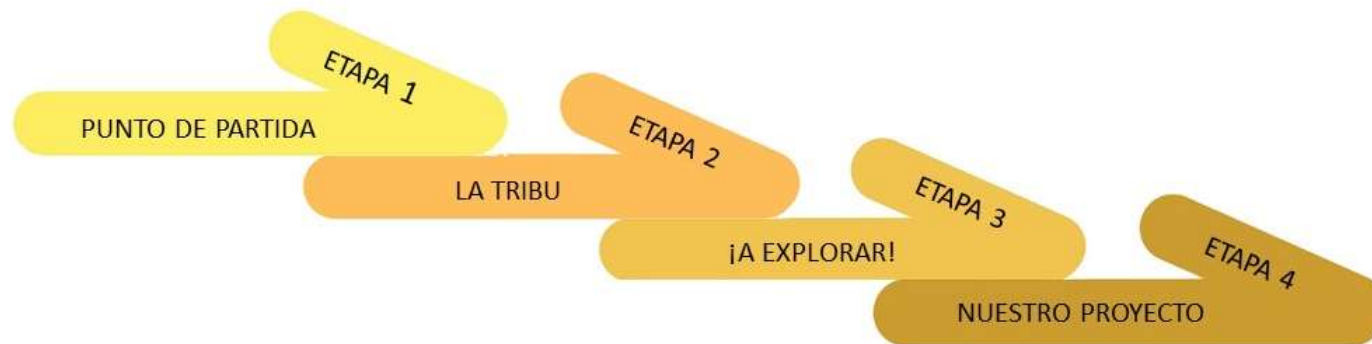 ETAPA 1
PUNTO DE PARTIDA
ETAPA 2
LA TRIBU
ETAPA 3
¡A EXPLORAR!
ETAPA 4
NUESTRO PROYECTO